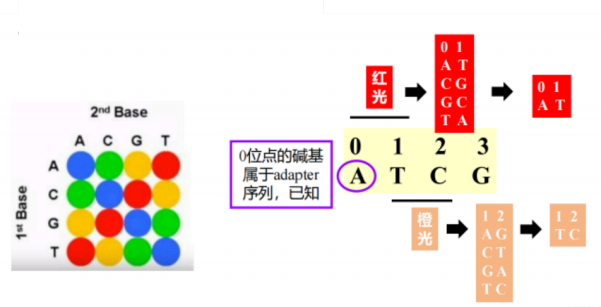 2nd Base
A C G T
1st Base
A
C
G
T
0位点的碱基
属于adapter
序列，已知
红
光
0 1
A T
C G
G C
T A
0 1
A T
0 1 2 3
A T C G
橙
光
1 2
A G
C T
G A
T C
1 2
T C